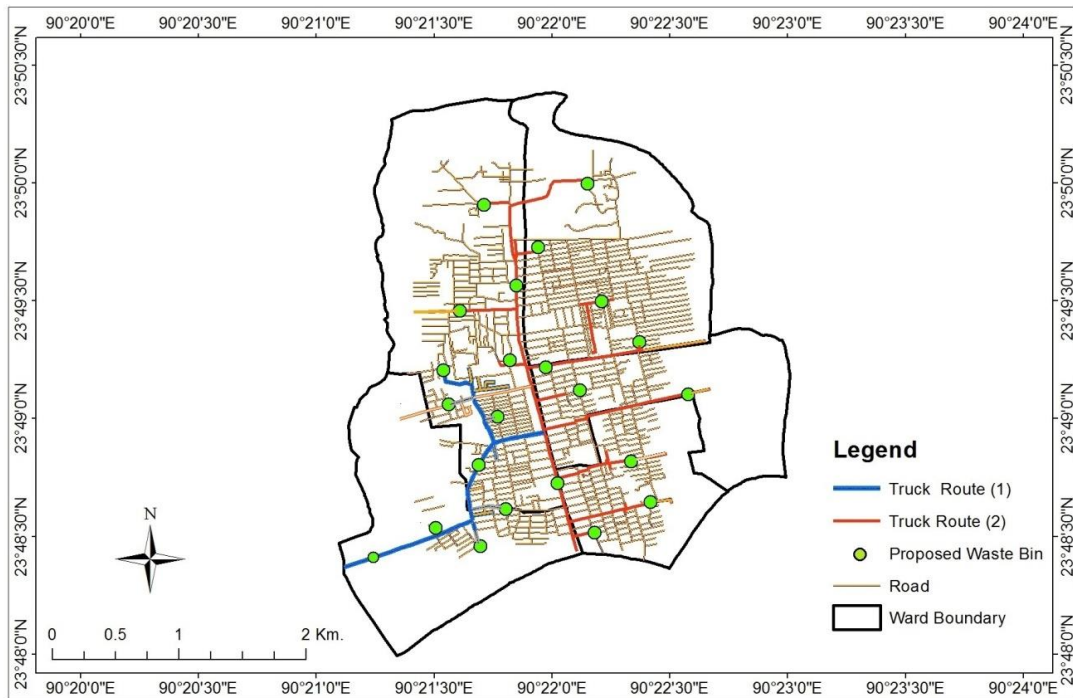 90°20'0"E 90°20'30"E 90°21'0"E 90°21'30"E 90°22'0"E 90°22'30"E 90°23'0"E 90°23'30"E 90°24'0"E
23°50'30"N 23°50'30"N
23°50'0"N 23°50'0"N
23°49'30"N 23°49'30"N
23°49'0"N 23°49'0"N
Legend
Truck Route (1)
Truck Route (2)
N
23°48'30"N 23°48'30"N
Proposed Waste Bin
Road
Ward Boundary
0 0.5 1 2 Km.
23°48'0"N 23°48'0"N
90°20'0"E 90°20'30"E 90°21'0"E 90°21'30"E 90°22'0"E 90°22'30"E 90°23'0"E 90°23'30"E 90°24'0"E